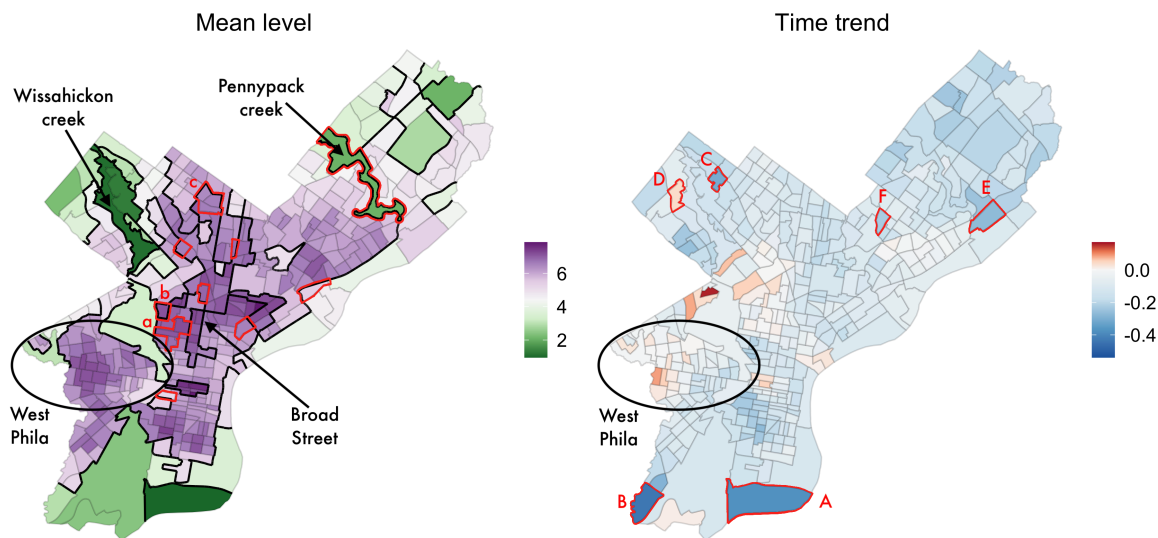 Mean level
Time trend
Wissahickon
creek
Pennypack
creek
c
b
a
West
Phila
Broad
Street
6
4
2
C
D
F
E
West
Phila
B
A
0.0
-0.2
-0.4